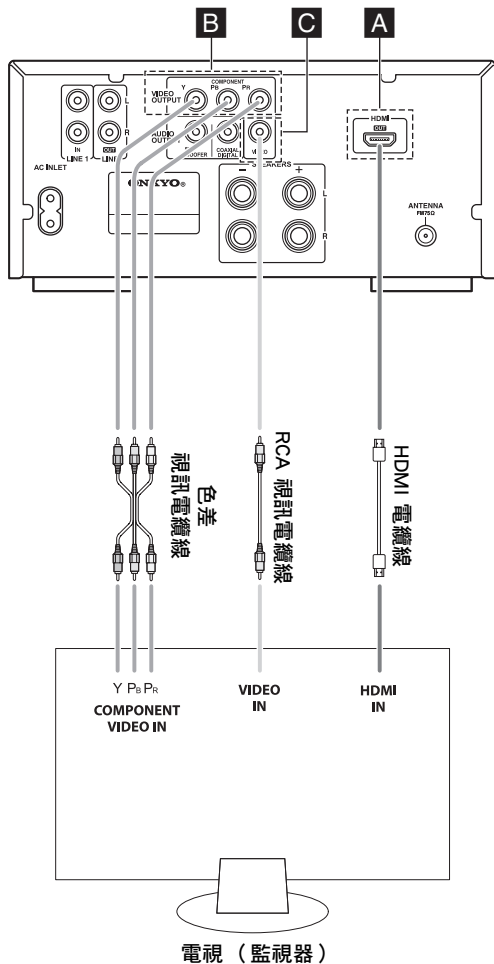 B
C
A
VIDEO OUTPUT
COMPONENT
Y
PB
PR
HDMI
OUT
L
R
IN
LINE 1
OUT
LINE
AUDIO
COAXIAL
DIGITAL
VIDEO
SPEAKERS
AC INLET
ONKYO®
−
+
L
R
ANTENNA
FM75Ω
色差
視訊電纜線
RCA 視訊電纜線
HDMI 電纜線
Y PB PR
COMPONENT
VIDEO IN
VIDEO
IN
HDMI
IN
電視（監視器）